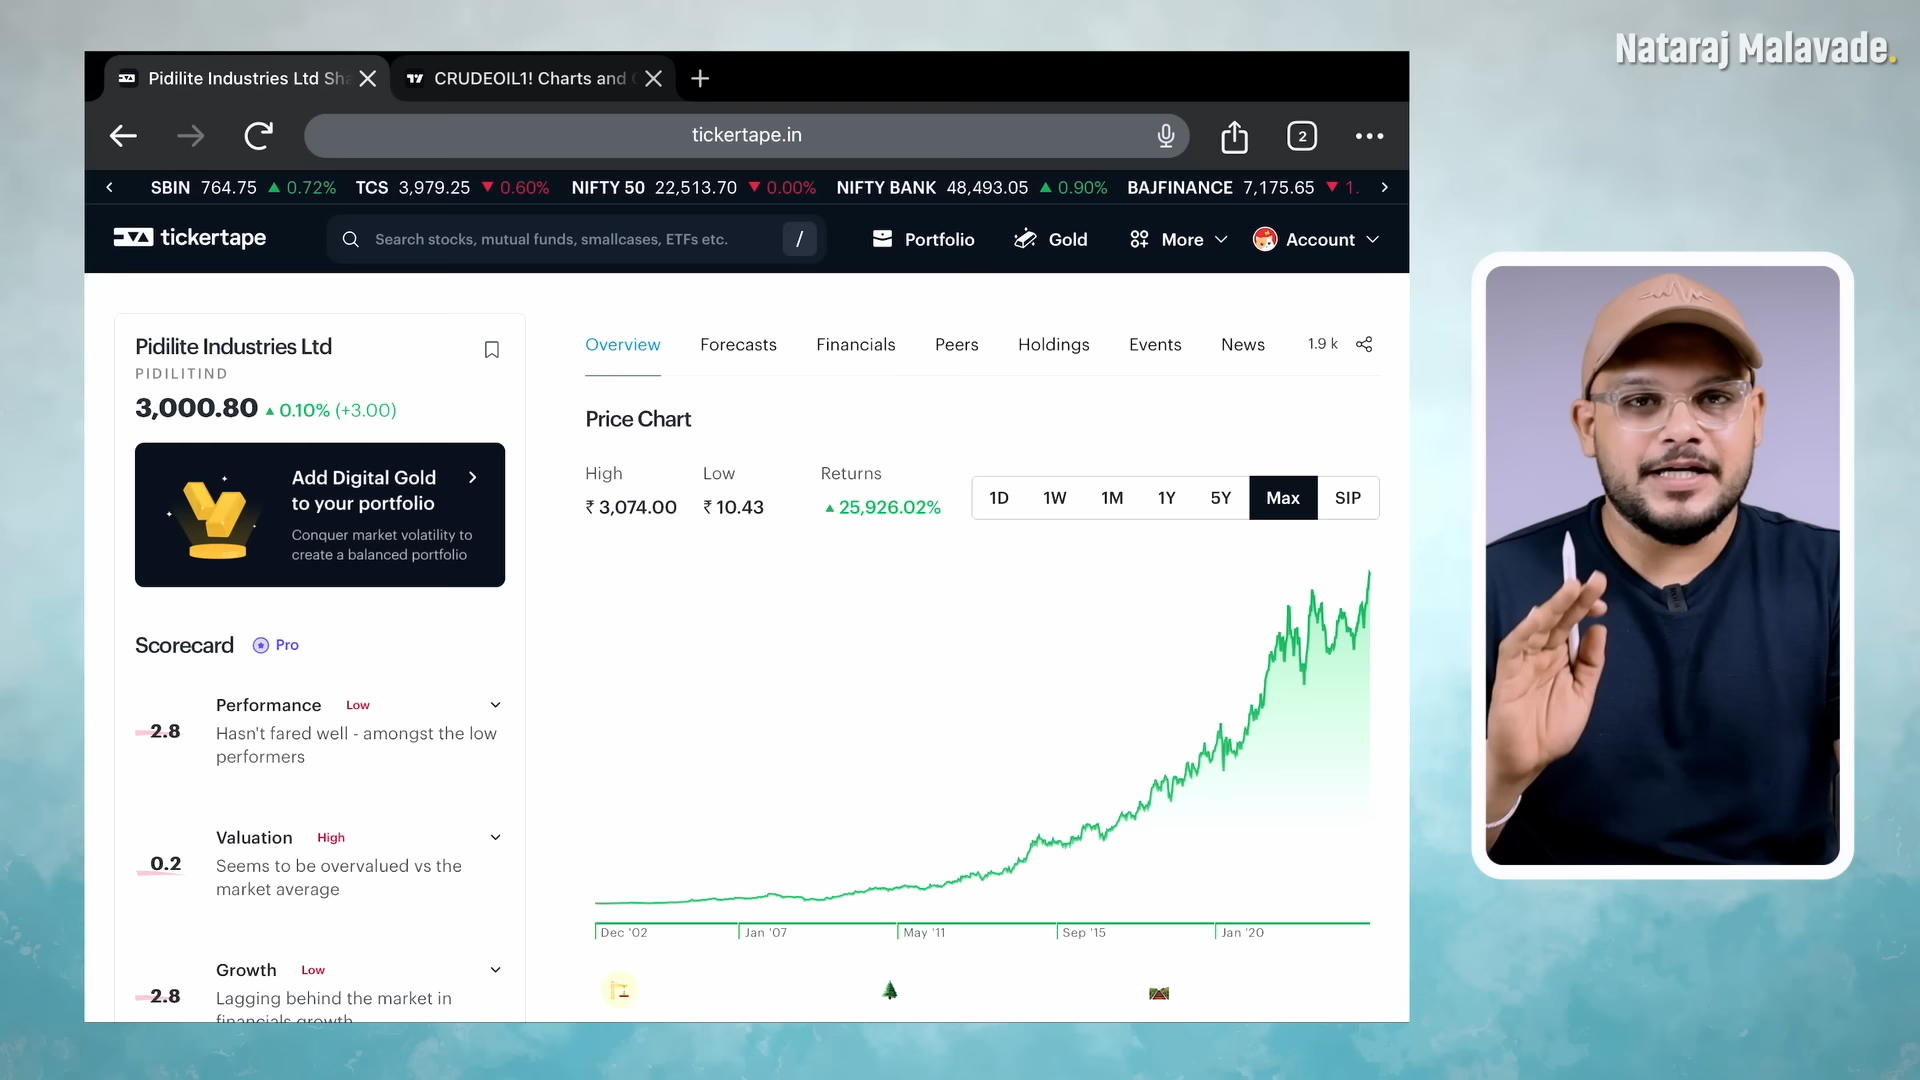 Nataraj Malavade.
Pidilite Industries Ltd Sha
CRUDEOIL1! Charts and
tickertape.in
2
SBIN 764.75 ▲ 0.72% TCS 3,979.25 ▼ 0.60% NIFTY 50 22,513.70 ▼ 0.00% NIFTY BANK 48,493.05 ▲ 0.90% BAJFINANCE 7,175.65 ▼ 1.
tickertape
Search stocks, mutual funds, smallcases, ETFs etc. /
Portfolio Gold More Account
Pidilite Industries Ltd
PIDILITIND
3,000.80 ▲ 0.10% (+3.00)
Add Digital Gold
to your portfolio
Conquer market volatility to
create a balanced portfolio
Scorecard Pro
Performance Low
2.8
Hasn't fared well - amongst the low
performers
Valuation High
0.2
Seems to be overvalued vs the
market average
Growth Low
2.8
Lagging behind the market in
financials growth
Overview Forecasts Financials Peers Holdings Events News 1.9 k
Price Chart
High Low Returns
₹ 3,074.00 ₹ 10.43 ▲ 25,926.02%
1D 1W 1M 1Y 5Y Max SIP
Dec '02 Jan '07 May '11 Sep '15 Jan '20